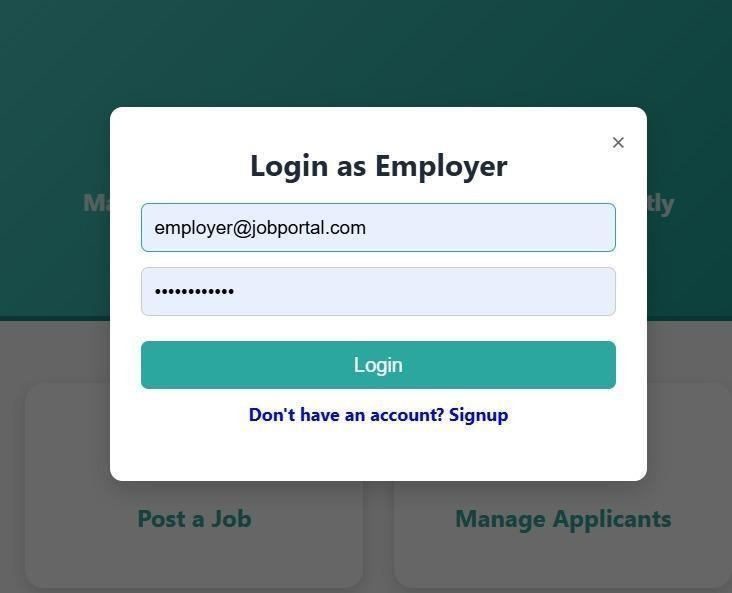 ×
Login as Employer
employer@jobportal.com
••••••••••••
Login
Don't have an account? Signup
Post a Job
Manage Applicants